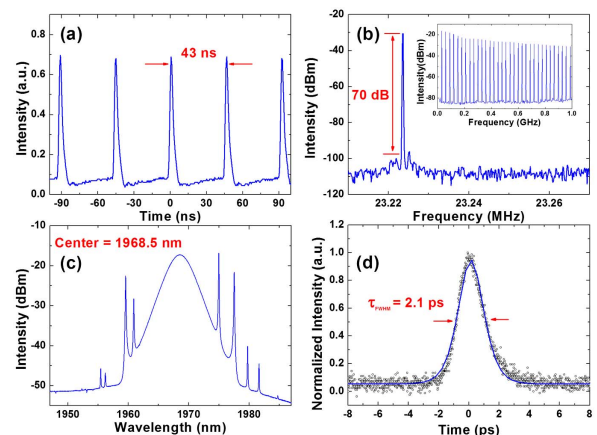 (a)
43 ns
Intensity (a.u.)
0.8
0.6
0.4
0.2
0.0
-90 -60 -30 0 30 60 90
Time (ns)
(b)
70 dB
Intensity (dBm)
-40
-60
-80
-100
-120
23.22 23.24 23.26
Frequency (MHz)
Intensity(dBm)
0
-20
-40
-60
-80
0.0 0.2 0.4 0.6 0.8 1.0
Frequency (GHz)
Center = 1968.5 nm
(c)
Intensity (dBm)
-10
-20
-30
-40
-50
1950 1960 1970 1980
Wavelength (nm)
(d)
τFWHM = 2.1 ps
Normalized Intensity (a.u.)
1.4
1.2
1.0
0.8
0.6
0.4
0.2
0.0
-8 -6 -4 -2 0 2 4 6 8
Time (ps)